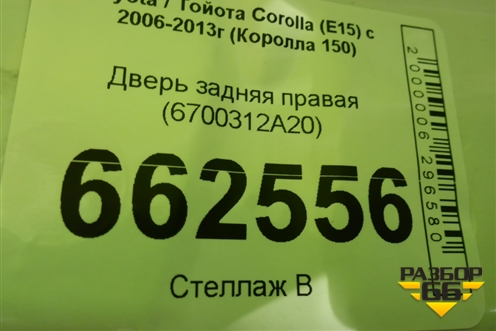 / Тойота Corolla (E15) с
2006-2013г (Королла 150)
Дверь задняя правая
(6700312A20)
662556
Стеллаж В
2000006296580
РАЗБОР
66